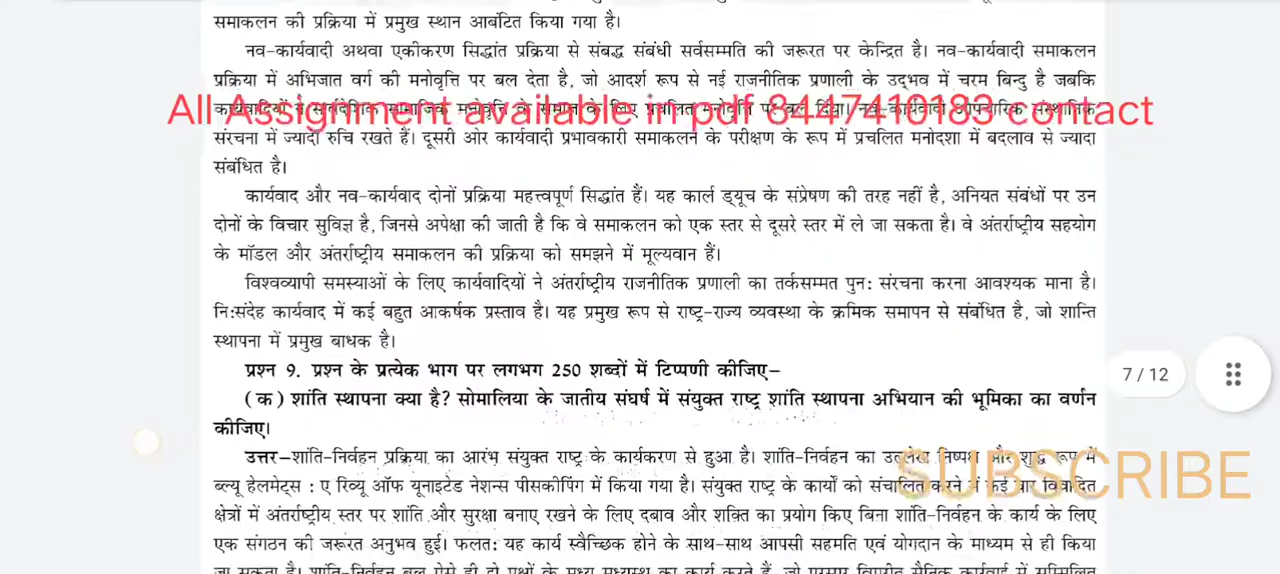 समाकलन की प्रक्रिया में प्रमुख स्थान आबंटित किया गया है।
नव-कार्यवादी अथवा एकीकरण सिद्धांत प्रक्रिया से संबद्ध संबंधी सर्वसम्मति की जरूरत पर केन्द्रित है। नव-कार्यवादी समाकलन
प्रक्रिया में अभिजात वर्ग की मनोवृत्ति पर बल देता है, जो आदर्श रूप से नई राजनीतिक प्रणाली के उद्भव में चरम बिन्दु है जबकि
All Assignment available in pdf 8447410183 contact
संरचना में ज्यादा रुचि रखते हैं। दूसरी ओर कार्यवादी प्रभावकारी समाकलन के परीक्षण के रूप में प्रचलित मनोदशा में बदलाव से ज्यादा
संबंधित है।
कार्यवाद और नव-कार्यवाद दोनों प्रक्रिया महत्त्वपूर्ण सिद्धांत हैं। यह कार्ल ड्यूच के संप्रेषण की तरह नहीं है, अनियत संबंधों पर उन
दोनों के विचार सुविज्ञ है, जिनसे अपेक्षा की जाती है कि वे समाकलन को एक स्तर से दूसरे स्तर में ले जा सकता है। वे अंतर्राष्ट्रीय सहयोग
के मॉडल और अंतर्राष्ट्रीय समाकलन की प्रक्रिया को समझने में मूल्यवान हैं।
विश्वव्यापी समस्याओं के लिए कार्यवादियों ने अंतर्राष्ट्रीय राजनीतिक प्रणाली का तर्कसम्मत पुन: संरचना करना आवश्यक माना है।
नि:संदेह कार्यवाद में कई बहुत आकर्षक प्रस्ताव है। यह प्रमुख रूप से राष्ट्र-राज्य व्यवस्था के क्रमिक समापन से संबंधित है, जो शान्ति
स्थापना में प्रमुख बाधक है।
प्रश्न 9. प्रश्न के प्रत्येक भाग पर लगभग 250 शब्दों में टिप्पणी कीजिए–
7 / 12
(क) शांति स्थापना क्या है? सोमालिया के जातीय संघर्ष में संयुक्त राष्ट्र शांति स्थापना अभियान की भूमिका का वर्णन
कीजिए।
उत्तर–शांति-निर्वहन प्रक्रिया का आरंभ संयुक्त राष्ट्र के कार्यकरण से हुआ है। शांति-निर्वहन का उल्लेख निष्पक्ष और शुद्ध रूप में
SUBSCRIBE
ब्ल्यू हेलमेट्स : ए रिव्यू ऑफ यूनाइटेड नेशन्स पीसकीपिंग में किया गया है। संयुक्त राष्ट्र के कार्यों को संचालित करने में कई बार विवादित
क्षेत्रों में अंतर्राष्ट्रीय स्तर पर शांति और सुरक्षा बनाए रखने के लिए दबाव और शक्ति का प्रयोग किए बिना शांति-निर्वहन के कार्य के लिए
एक संगठन की जरूरत अनुभव हुई। फलत: यह कार्य स्वैच्छिक होने के साथ-साथ आपसी सहमति एवं योगदान के माध्यम से ही किया